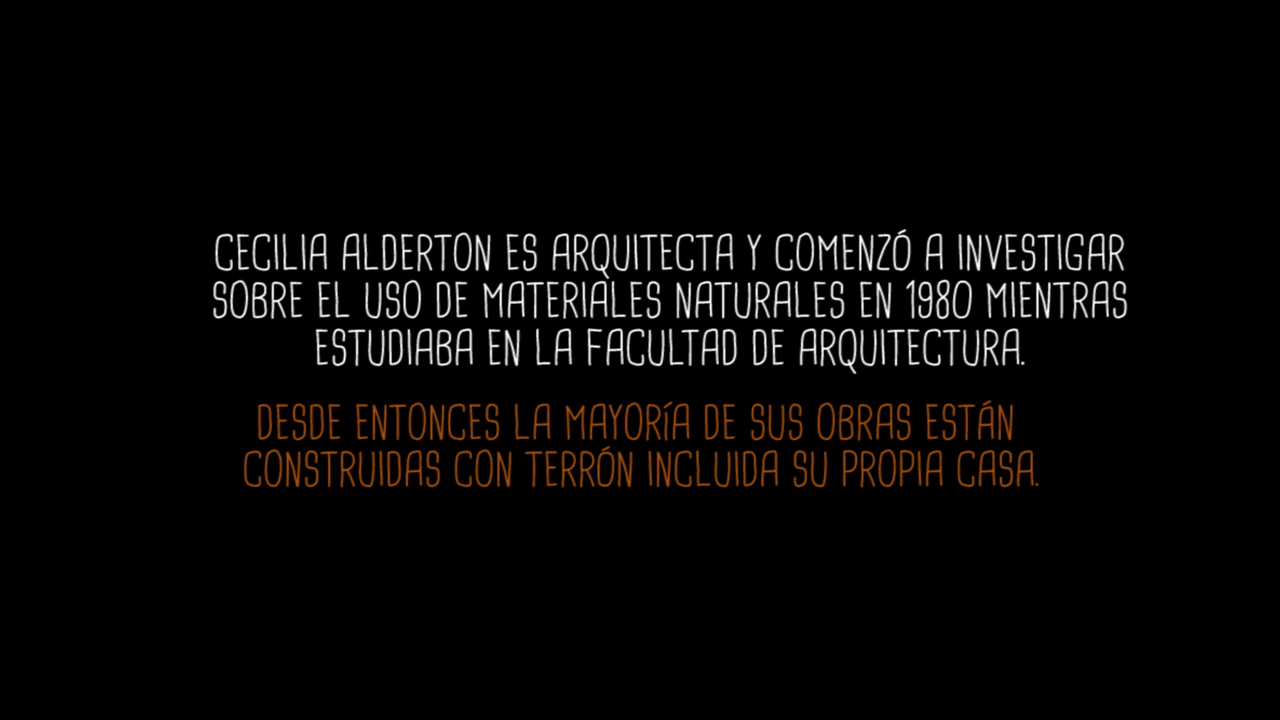 CECILIA ALDERTON ES ARQUITECTA Y COMENZÓ A INVESTIGAR
SOBRE EL USO DE MATERIALES NATURALES EN 1980 MIENTRAS
ESTUDIABA EN LA FACULTAD DE ARQUITECTURA.
DESDE ENTONCES LA MAYORÍA DE SUS OBRAS ESTÁN
CONSTRUIDAS CON TERRÓN INCLUIDA SU PROPIA CASA.